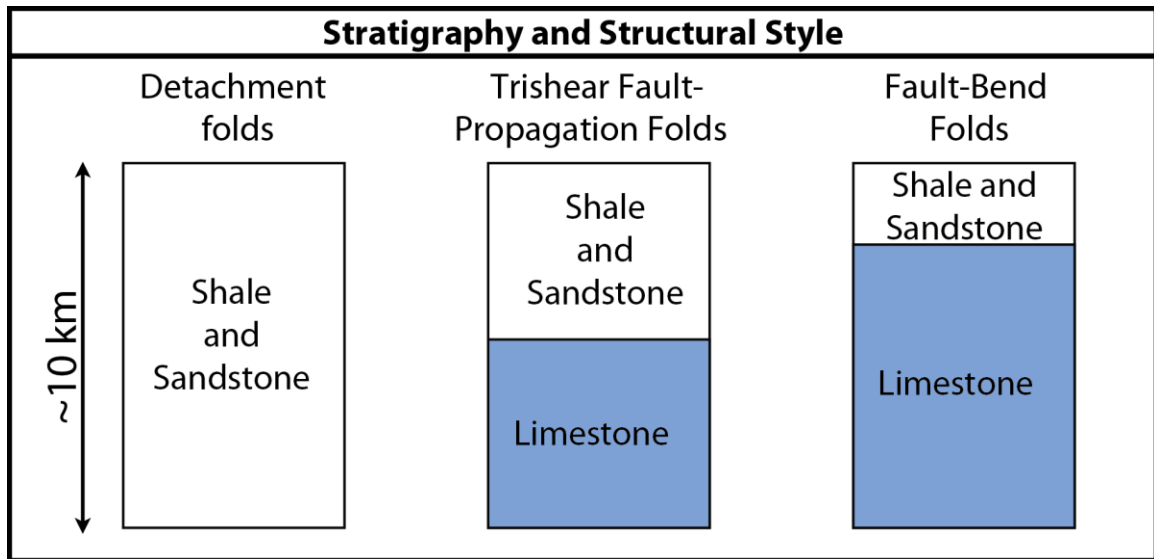 Stratigraphy and Structural Style
Detachment
folds
Trishear Fault-
Propagation Folds
Fault-Bend
Folds
~10 km
Shale
and
Sandstone
Shale
and
Sandstone
Limestone
Shale and
Sandstone
Limestone